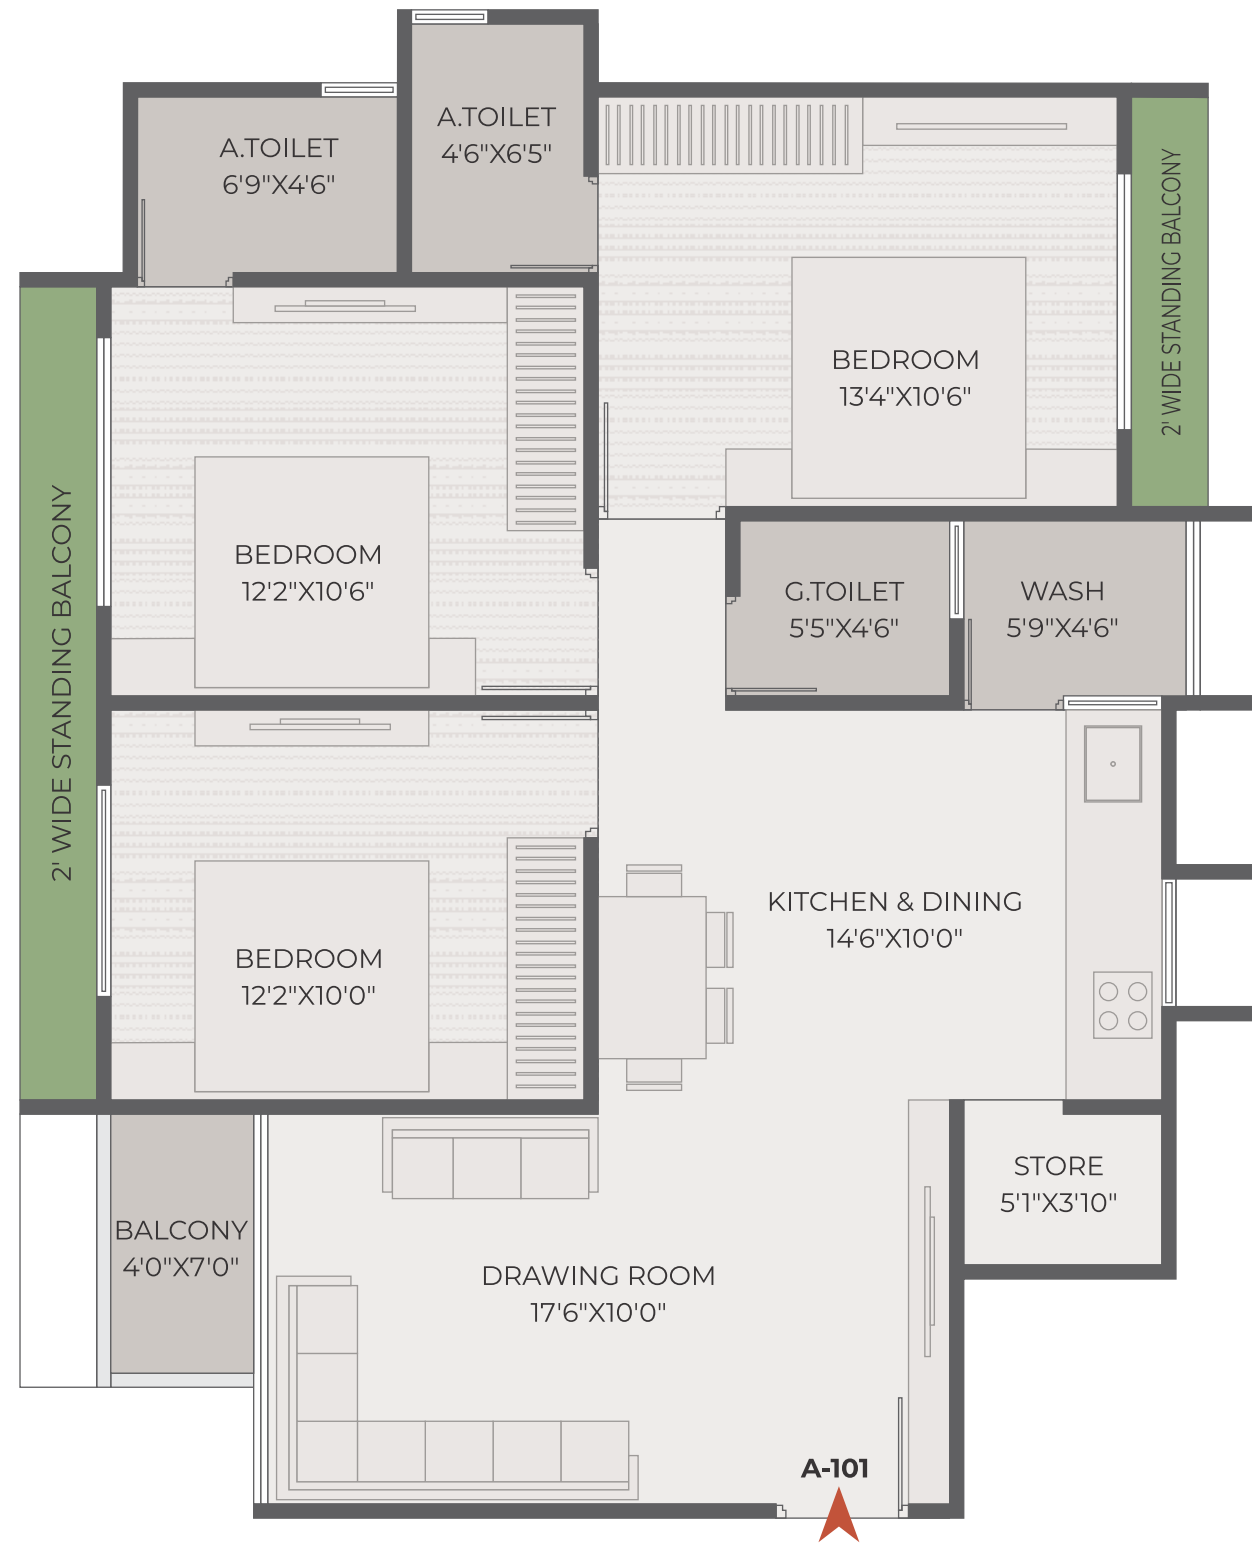 A.TOILET
4'6"X6'5"
A.TOILET
6'9"X4'6"
2' WIDE STANDING BALCONY
BEDROOM
13'4"X10'6"
2' WIDE STANDING BALCONY
BEDROOM
12'2"X10'6"
G.TOILET
5'5"X4'6"
WASH
5'9"X4'6"
KITCHEN & DINING
14'6"X10'0"
BEDROOM
12'2"X10'0"
STORE
5'1"X3'10"
BALCONY
4'0"X7'0"
DRAWING ROOM
17'6"X10'0"
A-101